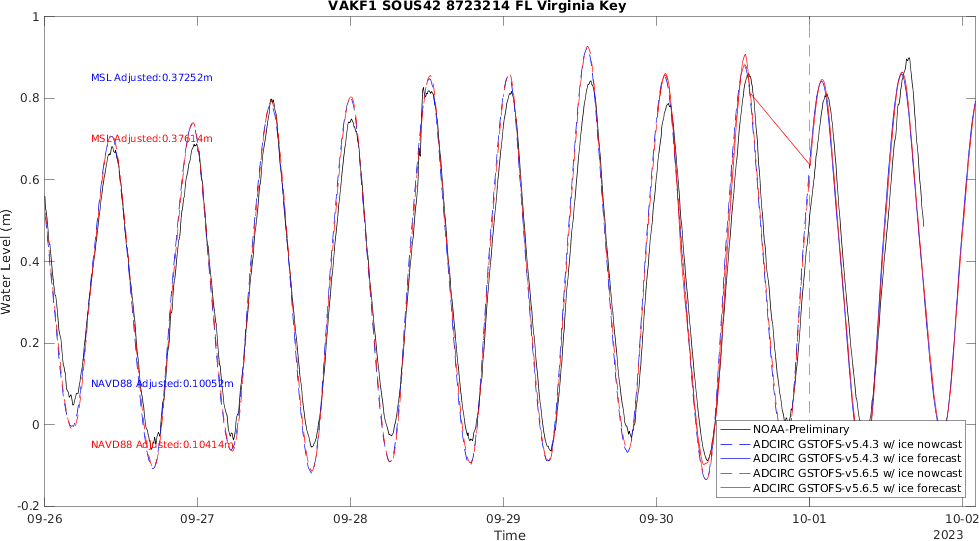 VAKF1 SOUS42 8723214 FL Virginia Key
1
MSL Adjusted:0.37252m
0.8
MSL Adjusted:0.37614m
0.6
Water Level (m)
0.4
0.2
NAVD88 Adjusted:0.10052m
0
NAVD88 Adjusted:0.10414m
NOAA-Preliminary
ADCIRC GSTOFS-v5.4.3 w/ ice nowcast
ADCIRC GSTOFS-v5.4.3 w/ ice forecast
ADCIRC GSTOFS-v5.6.5 w/ ice nowcast
ADCIRC GSTOFS-v5.6.5 w/ ice forecast
-0.2
09-26 09-27 09-28 09-29 09-30 10-01 10-02
Time 2023